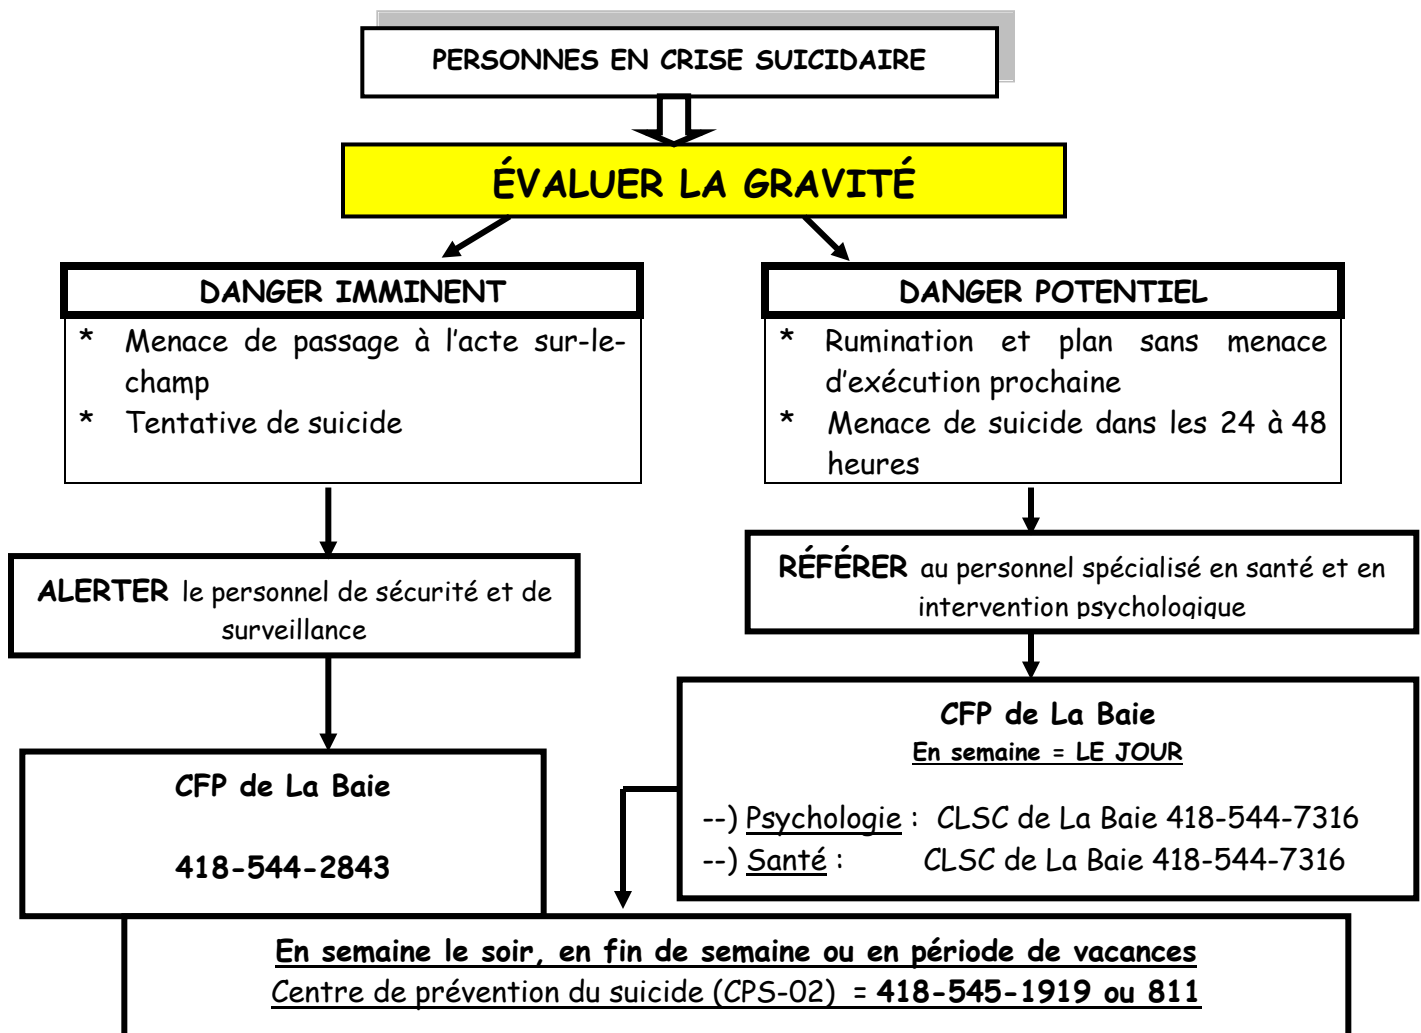 PERSONNES EN CRISE SUICIDAIRE
ÉVALUER LA GRAVITÉ
DANGER IMMINENT
* Menace de passage à l'acte sur-le-
champ
* Tentative de suicide
DANGER POTENTIEL
* Rumination et plan sans menace
d'exécution prochaine
* Menace de suicide dans les 24 à 48
heures
ALERTER le personnel de sécurité et de
surveillance
RÉFÉRER au personnel spécialisé en santé et en
intervention psychologique
CFP de La Baie
418-544-2843
CFP de La Baie
En semaine = LE JOUR
--) Psychologie : CLSC de La Baie 418-544-7316
--) Santé : CLSC de La Baie 418-544-7316
En semaine le soir, en fin de semaine ou en période de vacances
Centre de prévention du suicide (CPS-02) = 418-545-1919 ou 811